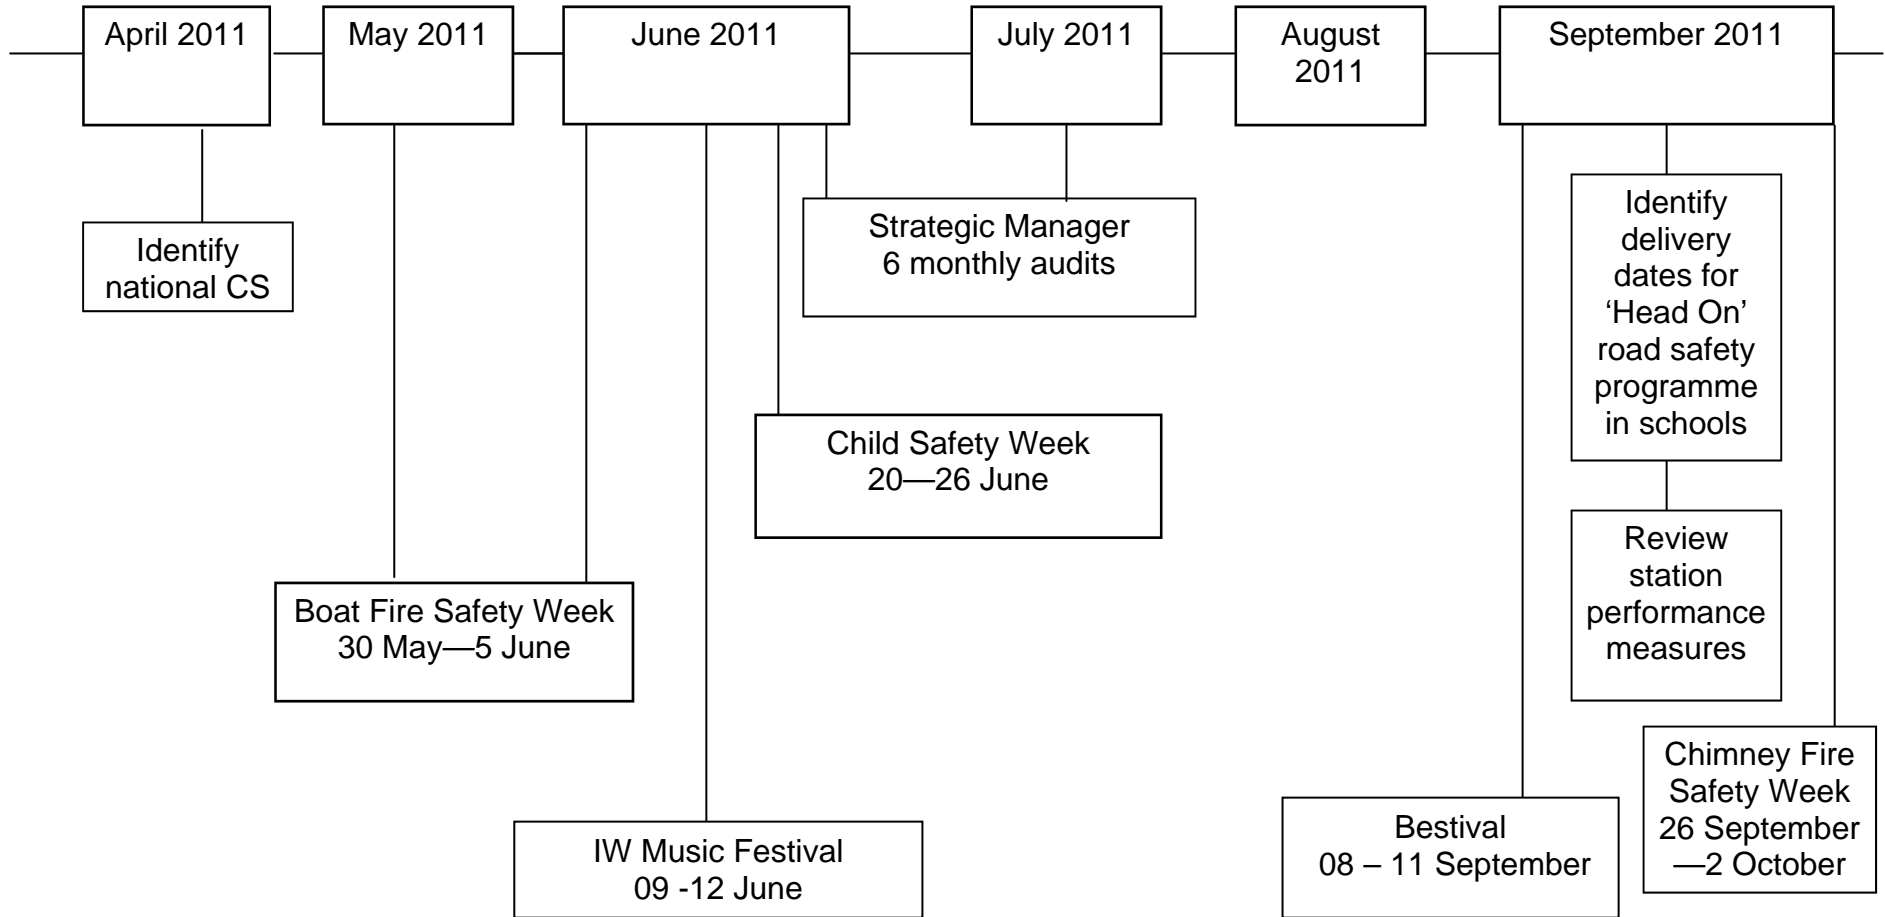 April 2011
May 2011
June 2011
July 2011
August
2011
September 2011
Identify
national CS
Strategic Manager
6 monthly audits
Identify
delivery
dates for
‘Head On’
road safety
programme
in schools
Child Safety Week
20—26 June
Review
station
performance
measures
Boat Fire Safety Week
30 May—5 June
Chimney Fire
Safety Week
26 September
—2 October
IW Music Festival
09 -12 June
Bestival
08 – 11 September